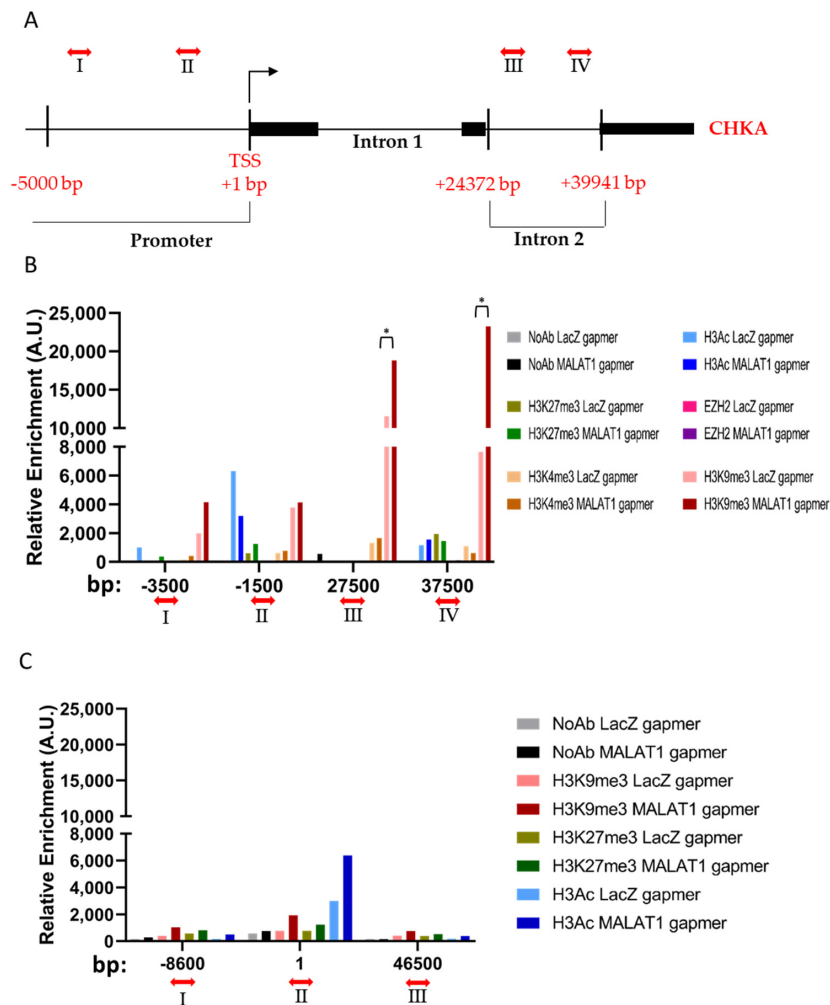 A
I II III IV
Intron 1
CHKA
TSS
-5000 bp +1 bp +24372 bp +39941 bp
Promoter Intron 2
B
Relative Enrichment (A.U.)
25,000
20,000
15,000
10,000
8,000
6,000
4,000
2,000
0
* *
bp: -3500 -1500 27500 37500
I II III IV
NoAb LacZ gapmer
NoAb MALAT1 gapmer
H3K27me3 LacZ gapmer
H3K27me3 MALAT1 gapmer
H3K4me3 LacZ gapmer
H3K4me3 MALAT1 gapmer
H3Ac LacZ gapmer
H3Ac MALAT1 gapmer
EZH2 LacZ gapmer
EZH2 MALAT1 gapmer
H3K9me3 LacZ gapmer
H3K9me3 MALAT1 gapmer
C
Relative Enrichment (A.U.)
25,000
20,000
15,000
10,000
8,000
6,000
4,000
2,000
0
bp: -8600 1 46500
I II III
NoAb LacZ gapmer
NoAb MALAT1 gapmer
H3K9me3 LacZ gapmer
H3K9me3 MALAT1 gapmer
H3K27me3 LacZ gapmer
H3K27me3 MALAT1 gapmer
H3Ac LacZ gapmer
H3Ac MALAT1 gapmer